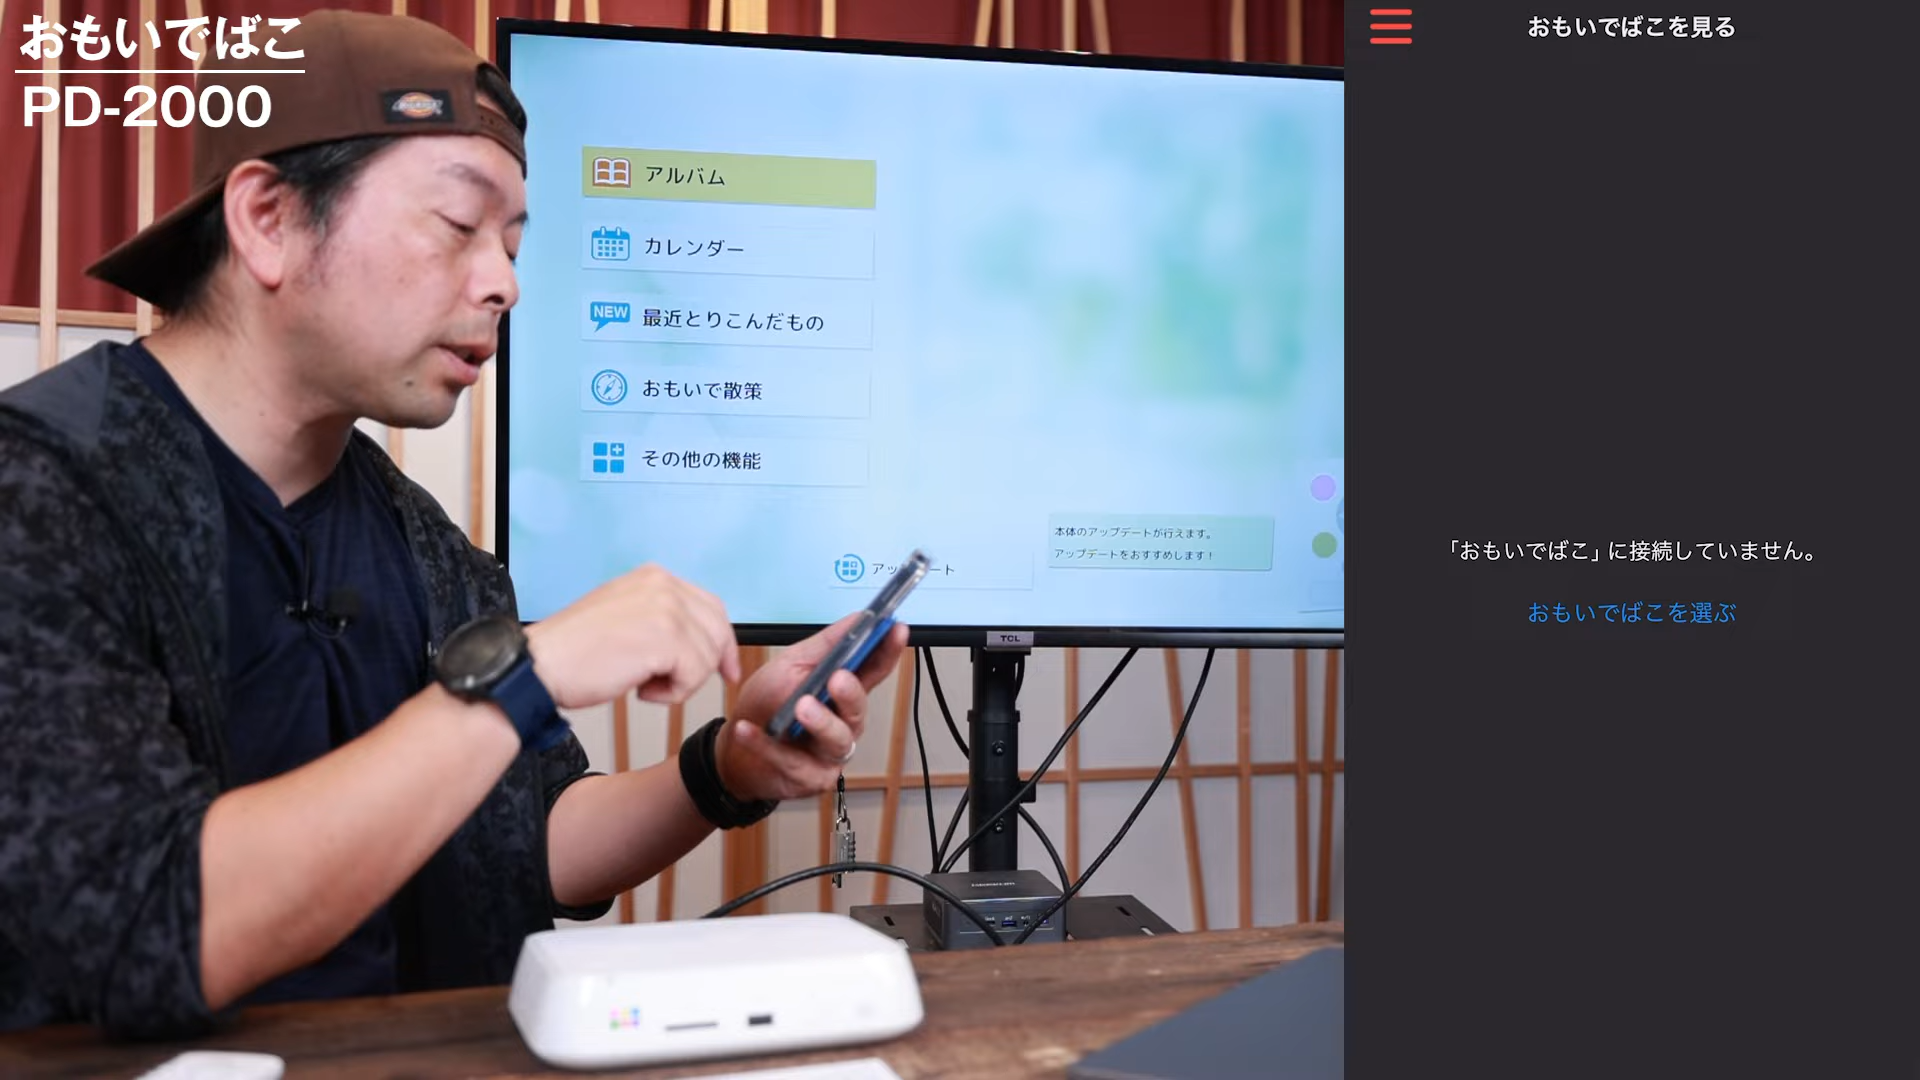 おもいでばこ
PD-2000
アルバム
カレンダー
NEW
最近とりこんだもの
おもいで散策
その他の機能
本体のアップデートが行えます。
アップデートをおすすめします！
TCL
おもいでばこを見る
「おもいでばこ」に接続していません。
おもいでばこを選ぶ